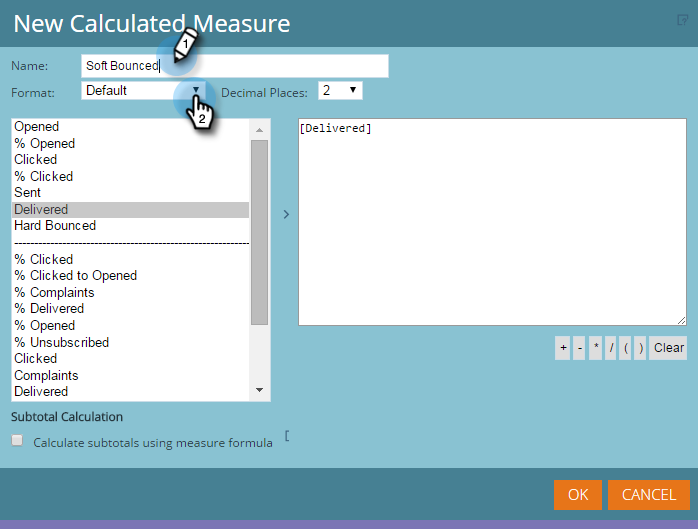 New Calculated Measure
Name: Soft Bounced
1
Format: Default Decimal Places: 2
2
Opened
% Opened
Clicked
% Clicked
Sent
Delivered
Hard Bounced
% Clicked
% Clicked to Opened
% Complaints
% Delivered
% Opened
% Unsubscribed
Clicked
Complaints
Delivered
[Delivered]
+ - * / ( ) Clear
Subtotal Calculation
Calculate subtotals using measure formula
OK CANCEL